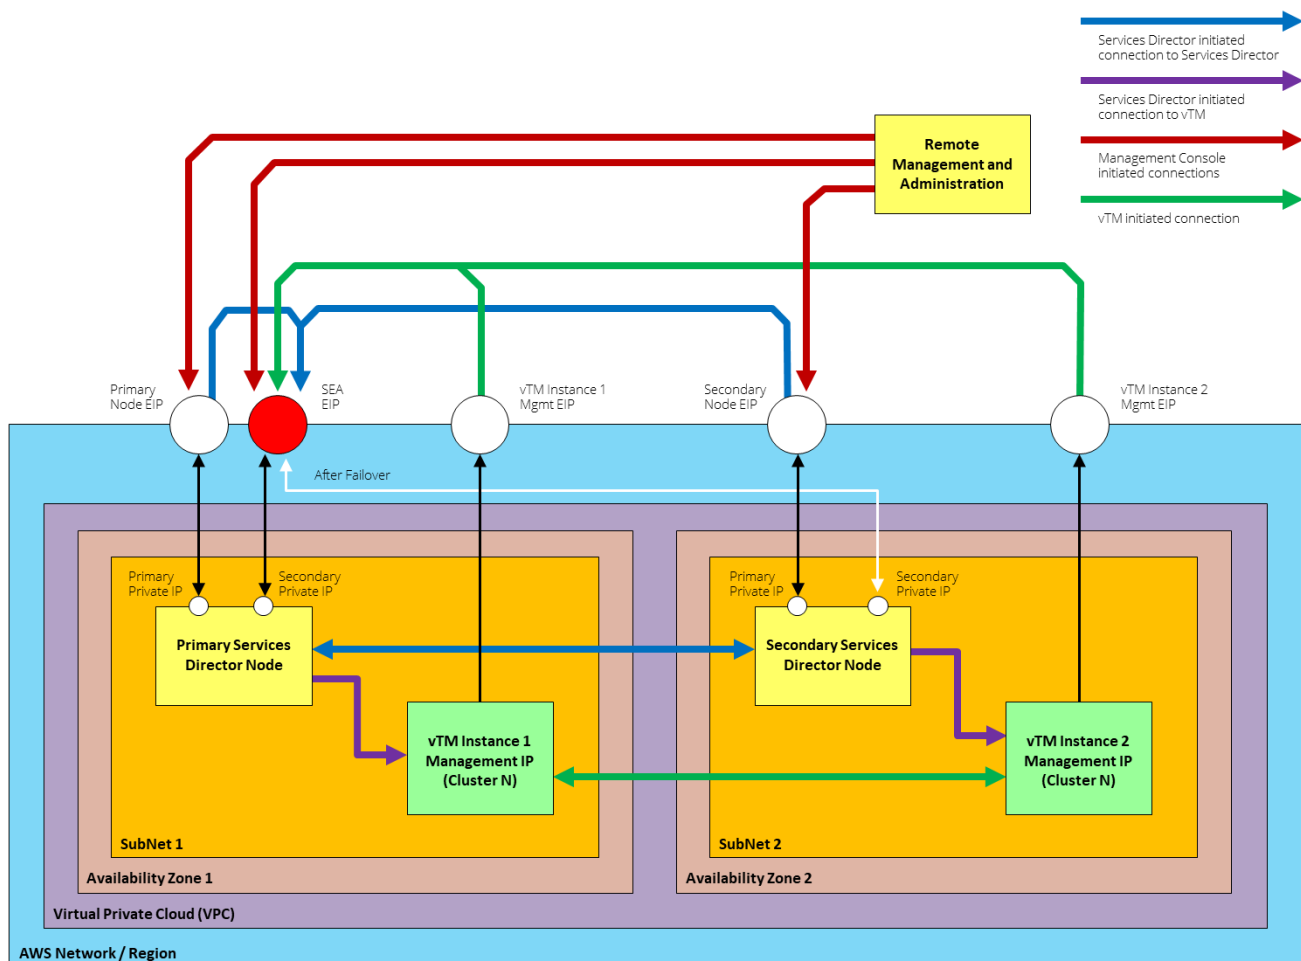 Services Director initiated
connection to Services Director
Services Director initiated
connection to vTM
Management Console
initiated connections
vTM initiated connection
Remote
Management and
Administration
Primary
Node EIP
SEA
EIP
vTM Instance 1
Mgmt EIP
Secondary
Node EIP
vTM Instance 2
Mgmt EIP
After Failover
Primary
Private IP
Secondary
Private IP
Primary
Private IP
Secondary
Private IP
Primary Services
Director Node
Secondary Services
Director Node
vTM Instance 1
Management IP
(Cluster N)
vTM Instance 2
Management IP
(Cluster N)
SubNet 1
SubNet 2
Availability Zone 1
Availability Zone 2
Virtual Private Cloud (VPC)
AWS Network / Region